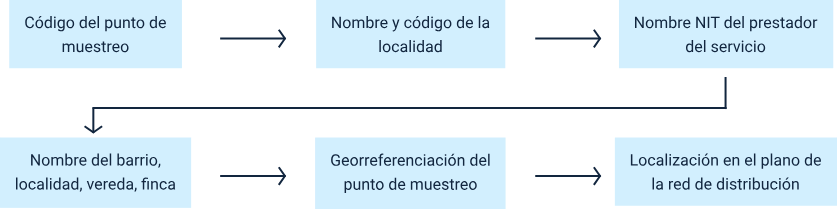 Código del punto de
muestreo
Nombre y código de la
localidad
Nombre NIT del prestador
del servicio
Nombre del barrio,
localidad, vereda, finca
Georreferenciación del
punto de muestreo
Localización en el plano de
la red de distribución